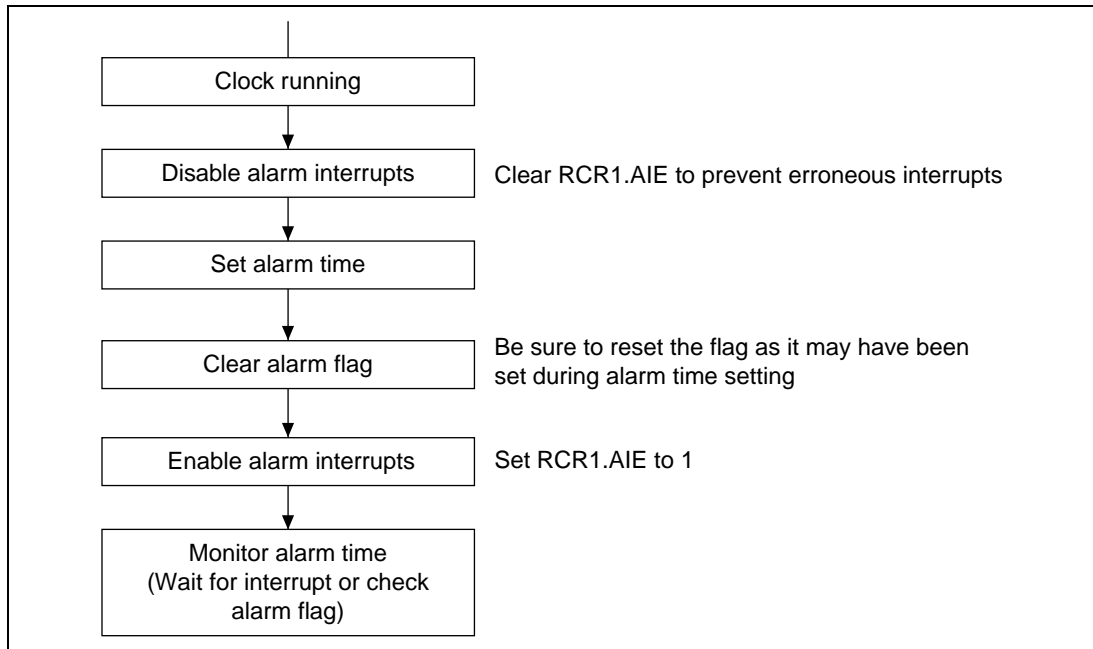 Clock running
Disable alarm interrupts
Clear RCR1.AIE to prevent erroneous interrupts
Set alarm time
Clear alarm flag
Be sure to reset the flag as it may have been
set during alarm time setting
Enable alarm interrupts
Set RCR1.AIE to 1
Monitor alarm time
(Wait for interrupt or check
alarm flag)